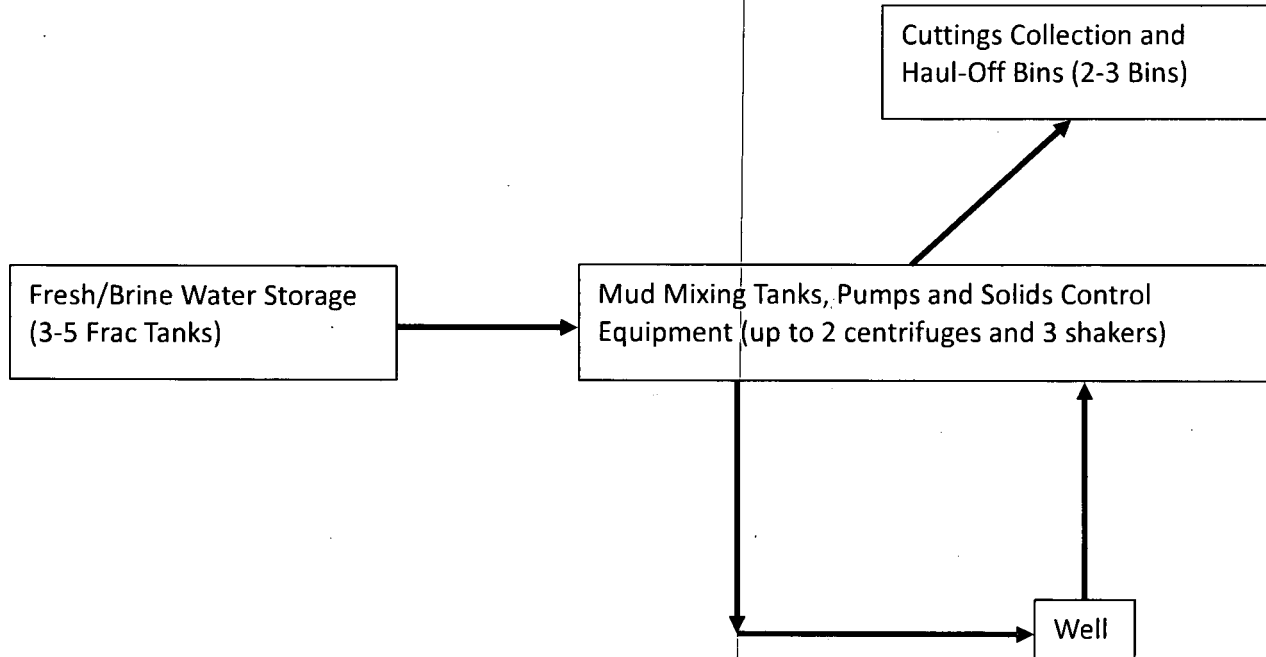 Cuttings Collection and
Haul-Off Bins (2-3 Bins)
Fresh/Brine Water Storage
(3-5 Frac Tanks)
Mud Mixing Tanks, Pumps and Solids Control
Equipment (up to 2 centrifuges and 3 shakers)
Well